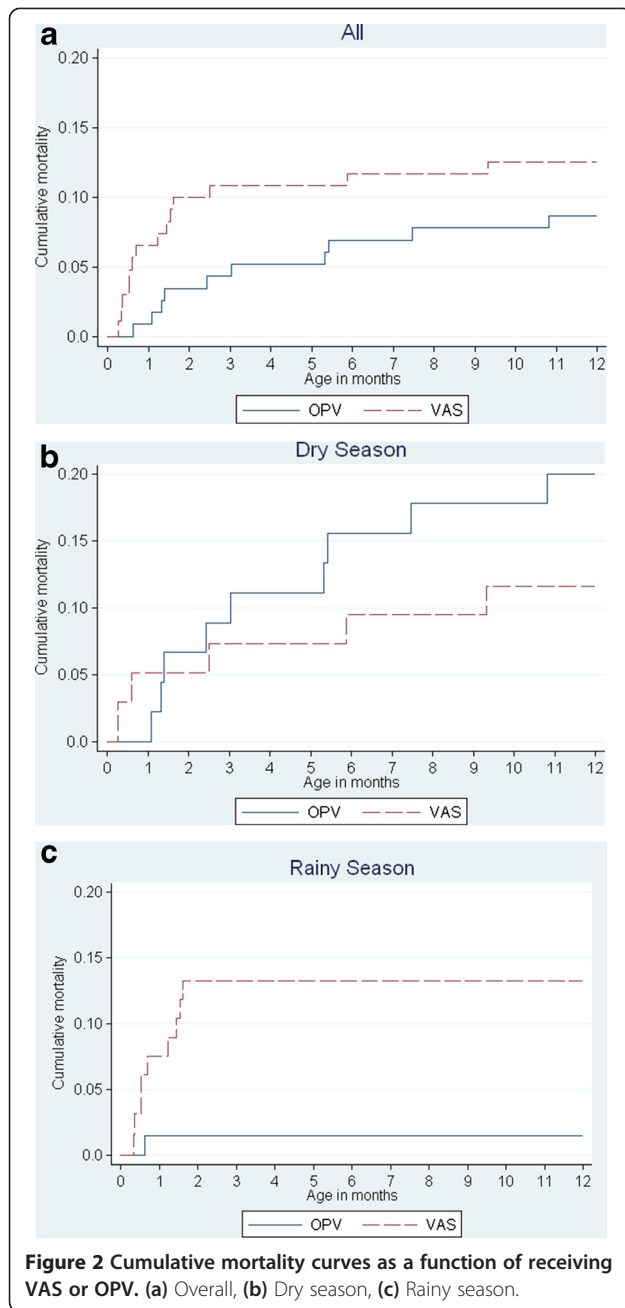 a
All
0.20
0.15
0.10
0.05
0.0
Cumulative mortality
0 1 2 3 4 5 6 7 8 9 10 11 12
Age in months
OPV VAS
b
Dry Season
0.20
0.15
0.10
0.05
0.0
Cumulative mortality
0 1 2 3 4 5 6 7 8 9 10 11 12
Age in months
OPV VAS
c
Rainy Season
0.20
0.15
0.10
0.05
0.0
Cumulative mortality
0 1 2 3 4 5 6 7 8 9 10 11 12
Age in months
OPV VAS
Figure 2 Cumulative mortality curves as a function of receiving
VAS or OPV. (a) Overall, (b) Dry season, (c) Rainy season.